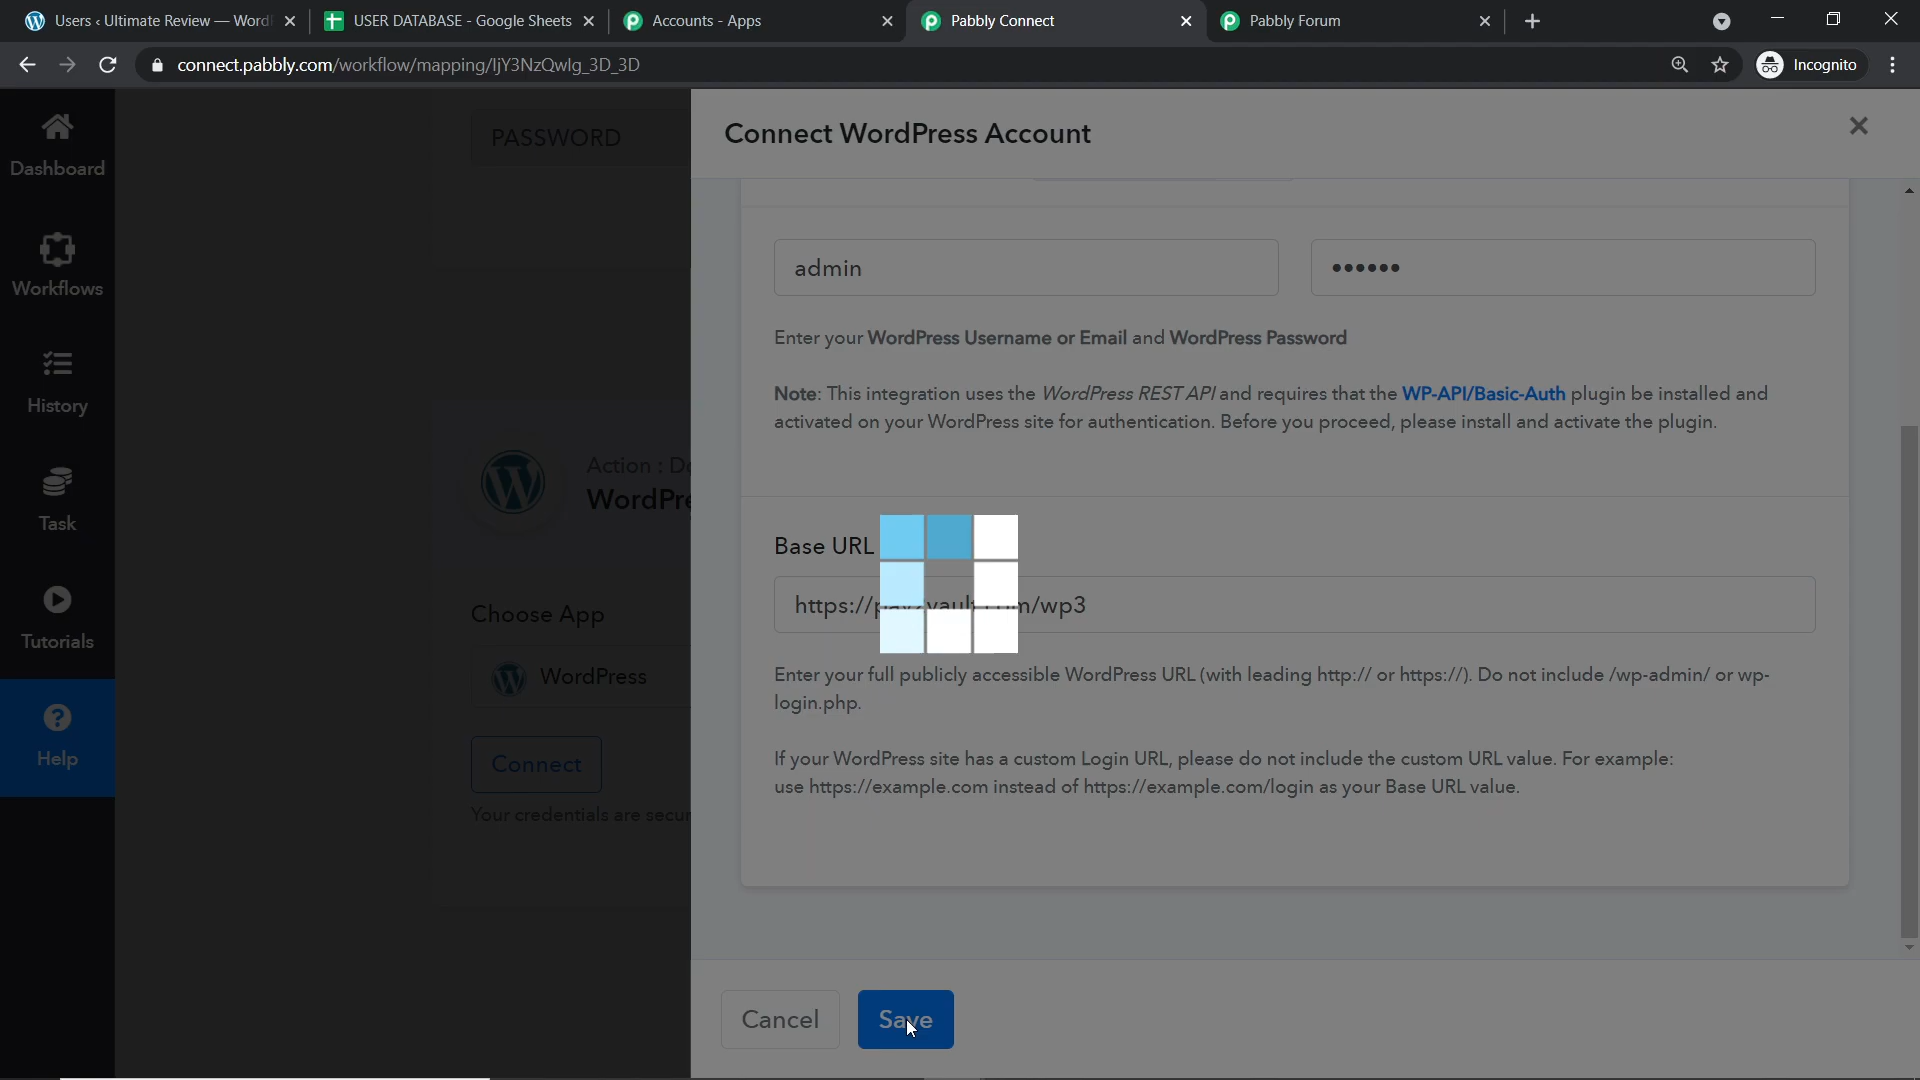 Users ‹ Ultimate Review — WordP
USER DATABASE - Google Sheets
Accounts - Apps
Pabbly Connect
Pabbly Forum
connect.pabbly.com/workflow/mapping/IjY3NzQwIg_3D_3D
Incognito
Dashboard
Workflows
History
Task
Tutorials
Help
PASSWORD
Action : Do
WordPre
Choose App
WordPress
Connect
Your credentials are secur
Connect WordPress Account
admin
••••••
Enter your WordPress Username or Email and WordPress Password
Note: This integration uses the WordPress REST API and requires that the WP-API/Basic-Auth plugin be installed and
activated on your WordPress site for authentication. Before you proceed, please install and activate the plugin.
Base URL
https:// /wp3
Enter your full publicly accessible WordPress URL (with leading http:// or https://). Do not include /wp-admin/ or wp-
login.php.
If your WordPress site has a custom Login URL, please do not include the custom URL value. For example:
use https://example.com instead of https://example.com/login as your Base URL value.
Cancel
Save